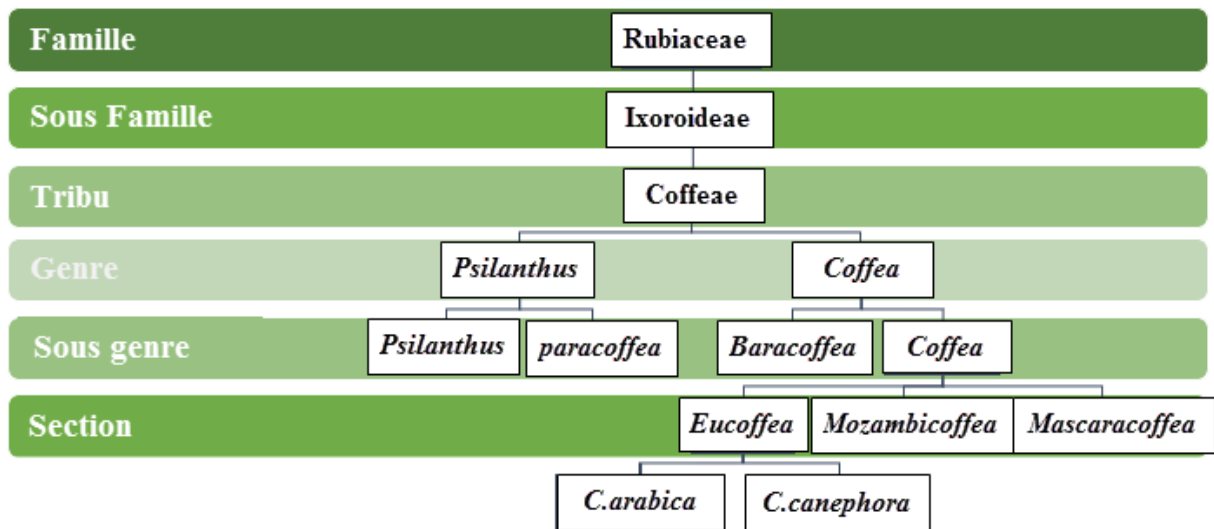 Famille
Rubiaceae
Sous Famille
Ixoroideae
Tribu
Coffeae
Genre
Psilanthus
Coffea
Sous genre
Psilanthus
paracoffea
Baracoffea
Coffea
Section
Eucoffea
Mozambicoffea
Mascaracoffea
C.arabica
C.canephora